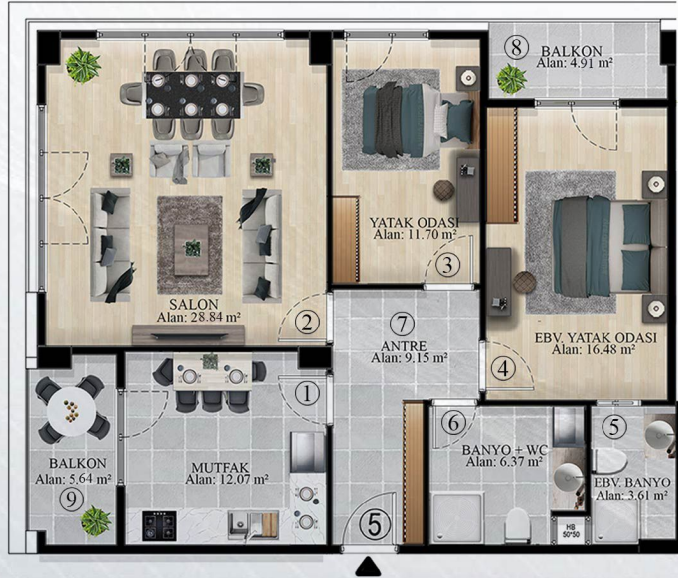 8
BALKON
Alan: 4.91 m²
YATAK ODASI
Alan: 11.70 m²
3
SALON
Alan: 28.84 m²
2
7
ANTRE
Alan: 9.15 m²
EBV. YATAK ODASI
Alan: 16.48 m²
4
1
BALKON
Alan: 5.64 m²
9
MUTFAK
Alan: 12.07 m²
6
BANYO + WC
Alan: 6.37 m²
5
EBV. BANYO
Alan: 3.61 m²
5
HB
50*50